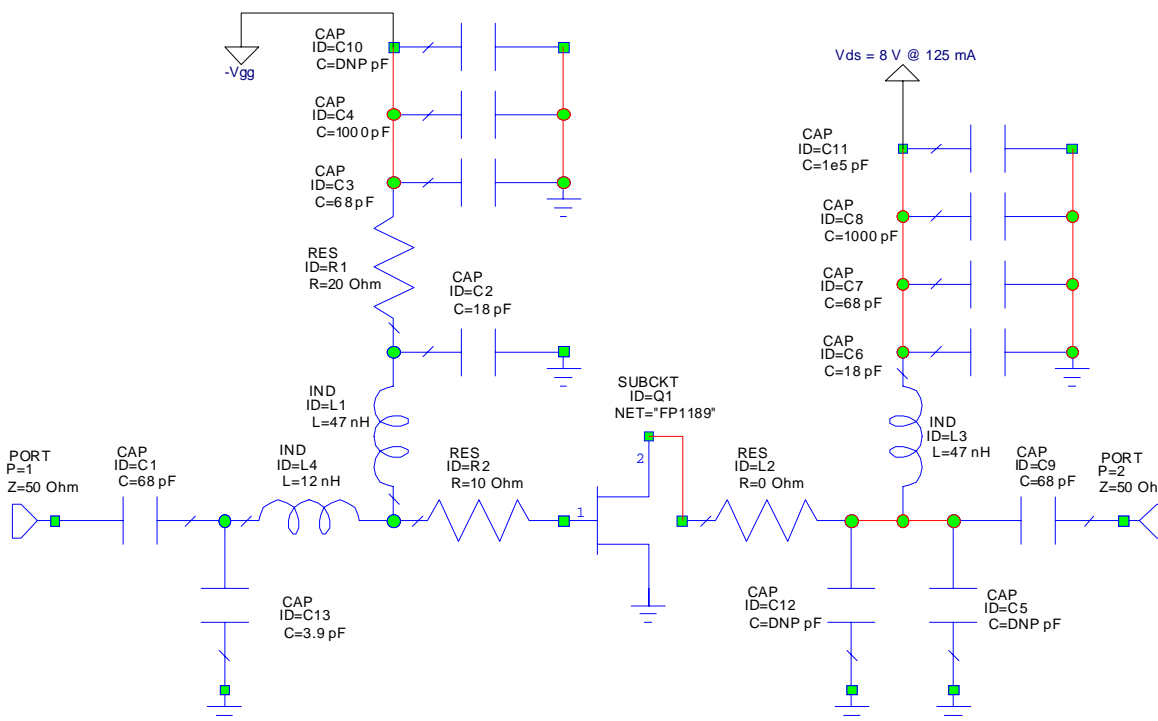 -Vgg
CAP
ID=C10
C=DNP pF
CAP
ID=C4
C=1000 pF
CAP
ID=C3
C=68 pF
RES
ID=R1
R=20 Ohm
CAP
ID=C2
C=18 pF
IND
ID=L1
L=47 nH
Vds = 8 V @ 125 mA
CAP
ID=C11
C=1e5 pF
CAP
ID=C8
C=1000 pF
CAP
ID=C7
C=68 pF
CAP
ID=C6
C=18 pF
IND
ID=L3
L=47 nH
PORT
P=1
Z=50 Ohm
CAP
ID=C1
C=68 pF
IND
ID=L4
L=12 nH
RES
ID=R2
R=10 Ohm
SUBCKT
ID=Q1
NET="FP1189"
2
1
RES
ID=L2
R=0 Ohm
CAP
ID=C9
C=68 pF
PORT
P=2
Z=50 Oh
CAP
ID=C13
C=3.9 pF
CAP
ID=C12
C=DNP pF
CAP
ID=C5
C=DNP pF